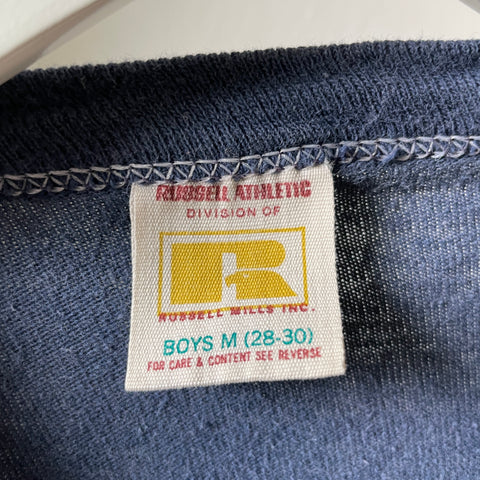 RUSSELL ATHLETIC
DIVISION OF
R
RUSSELL MILLS INC.
BOYS M (28-30)
FOR CARE & CONTENT SEE REVERSE